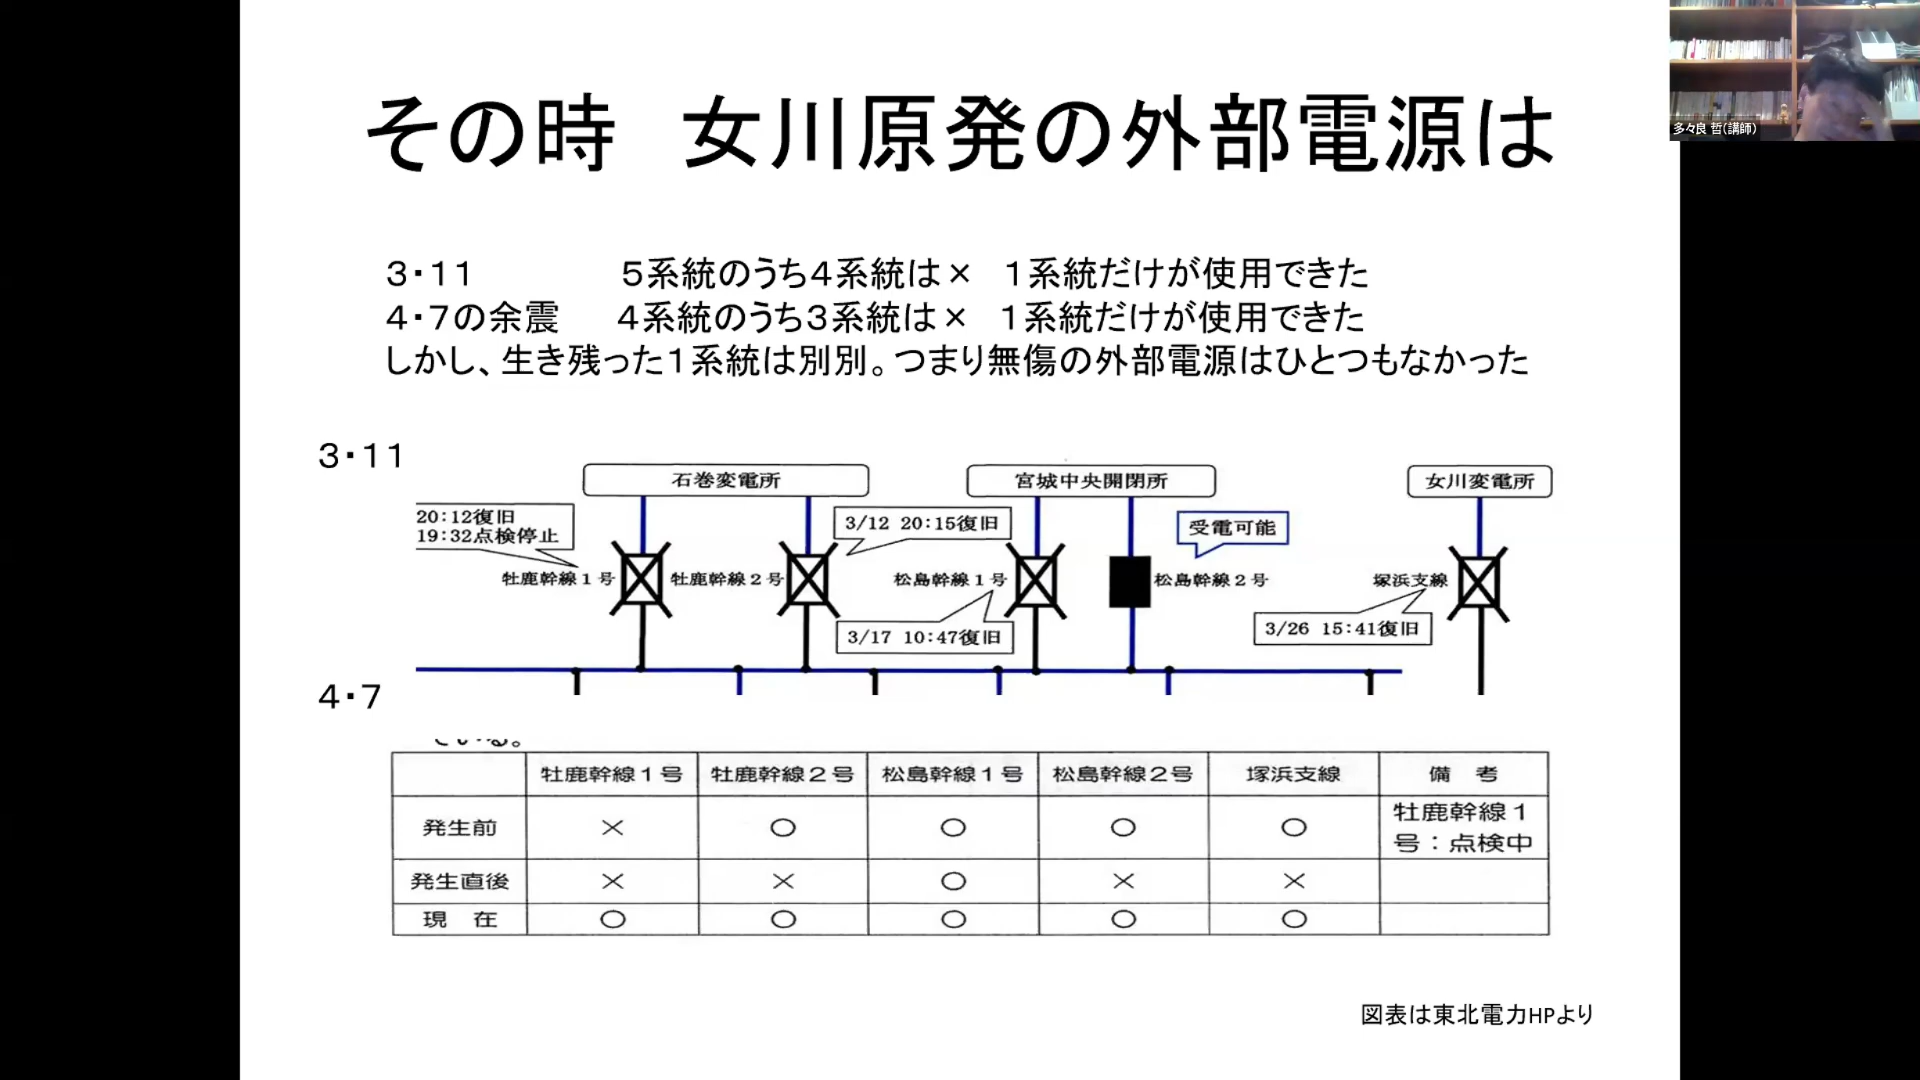 その時　女川原発の外部電源は
多々良 哲(講師)
3・11　５系統のうち４系統は×　１系統だけが使用できた
4・7の余震　４系統のうち３系統は×　１系統だけが使用できた
しかし、生き残った１系統は別別。つまり無傷の外部電源はひとつもなかった
3・11
石巻変電所
宮城中央開閉所
女川変電所
20:12復旧
19:32点検停止
3/12 20:15復旧
受電可能
牡鹿幹線１号
牡鹿幹線２号
松島幹線１号
松島幹線２号
塚浜支線
3/17 10:47復旧
3/26 15:41復旧
4・7
ている。
牡鹿幹線１号 牡鹿幹線２号 松島幹線１号 松島幹線２号 塚浜支線 備　考
発生前 × ○ ○ ○ ○ 牡鹿幹線１
号：点検中
発生直後 × × ○ × ×
現　在 ○ ○ ○ ○ ○
図表は東北電力HPより